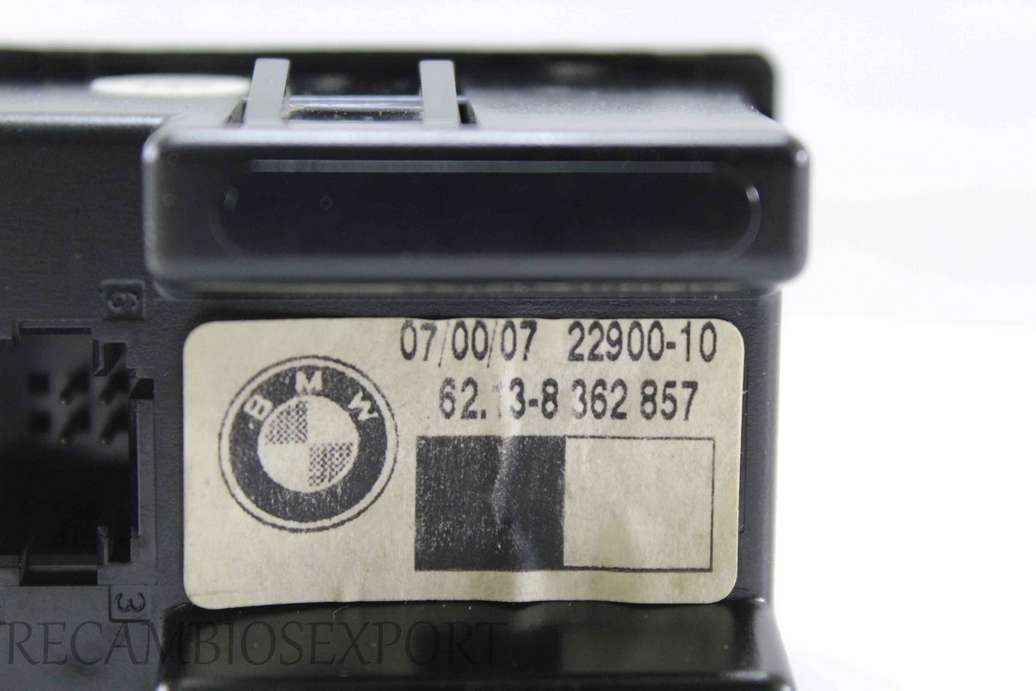 07/00/07 22900-10
62.13-8 362 857
BMW
3
RECAMBIOSEXPORT